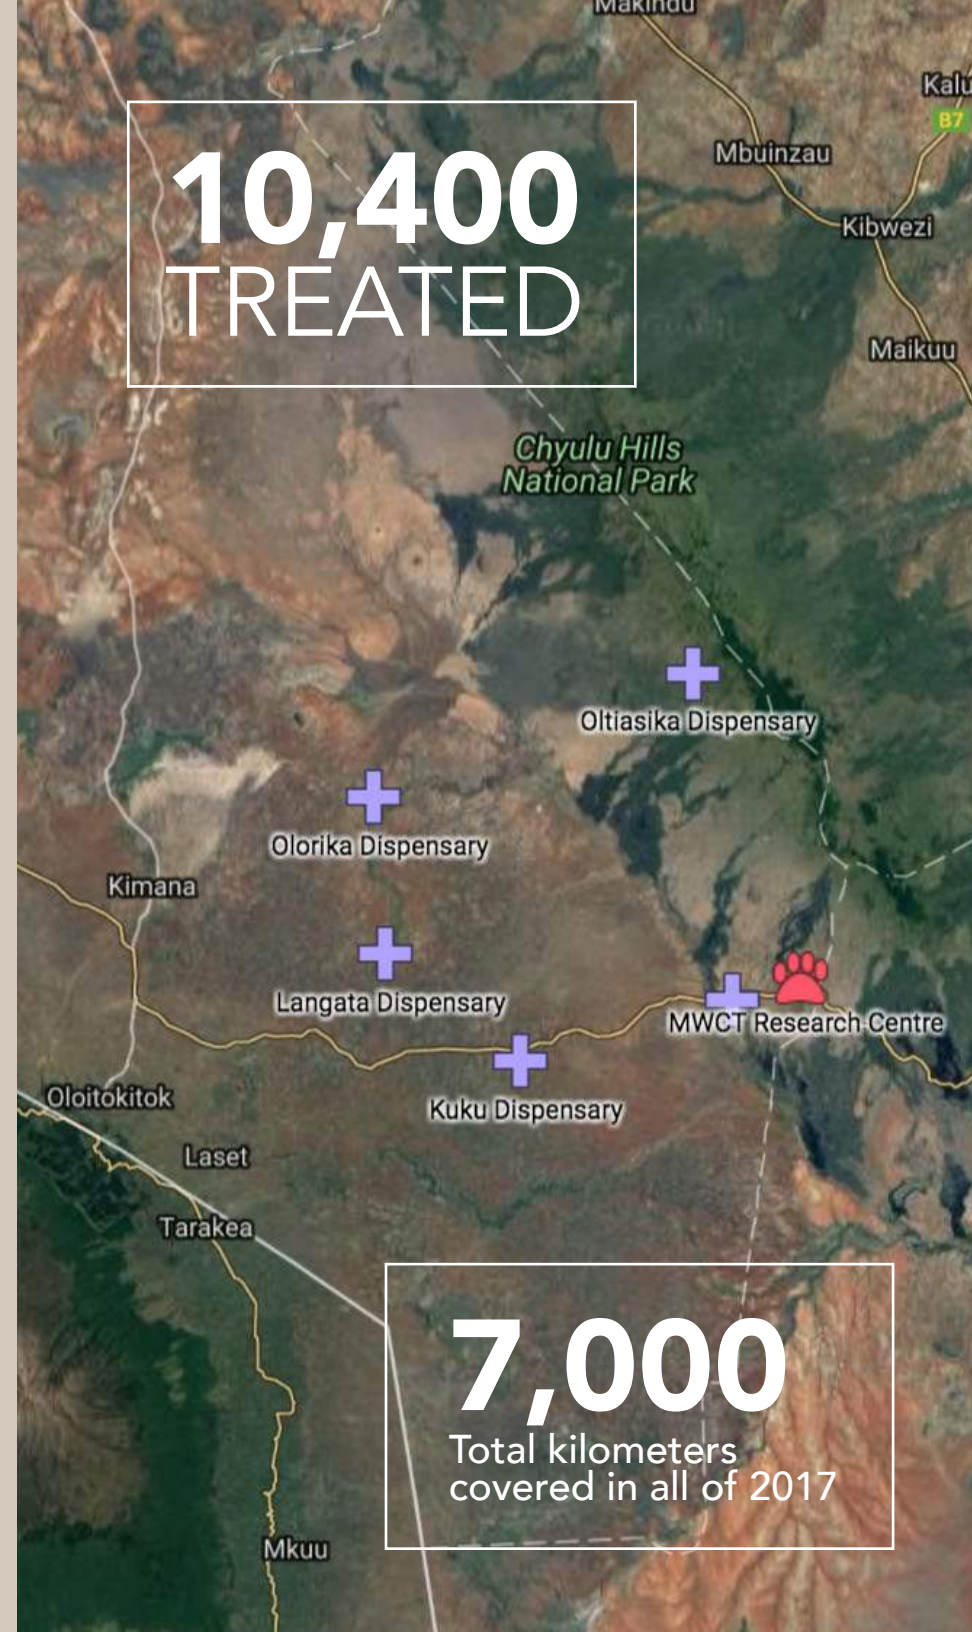 Makindu
Kalu
B7
10,400
TREATED
Mbuinzau
Kibwezi
Maikuu
Chyulu Hills
National Park
Oltiasika Dispensary
Olorika Dispensary
Kimana
Langata Dispensary
MWCT Research Centre
Oloitokitok
Kuku Dispensary
Laset
Tarakea
7,000
Total kilometers
covered in all of 2017
Mkuu